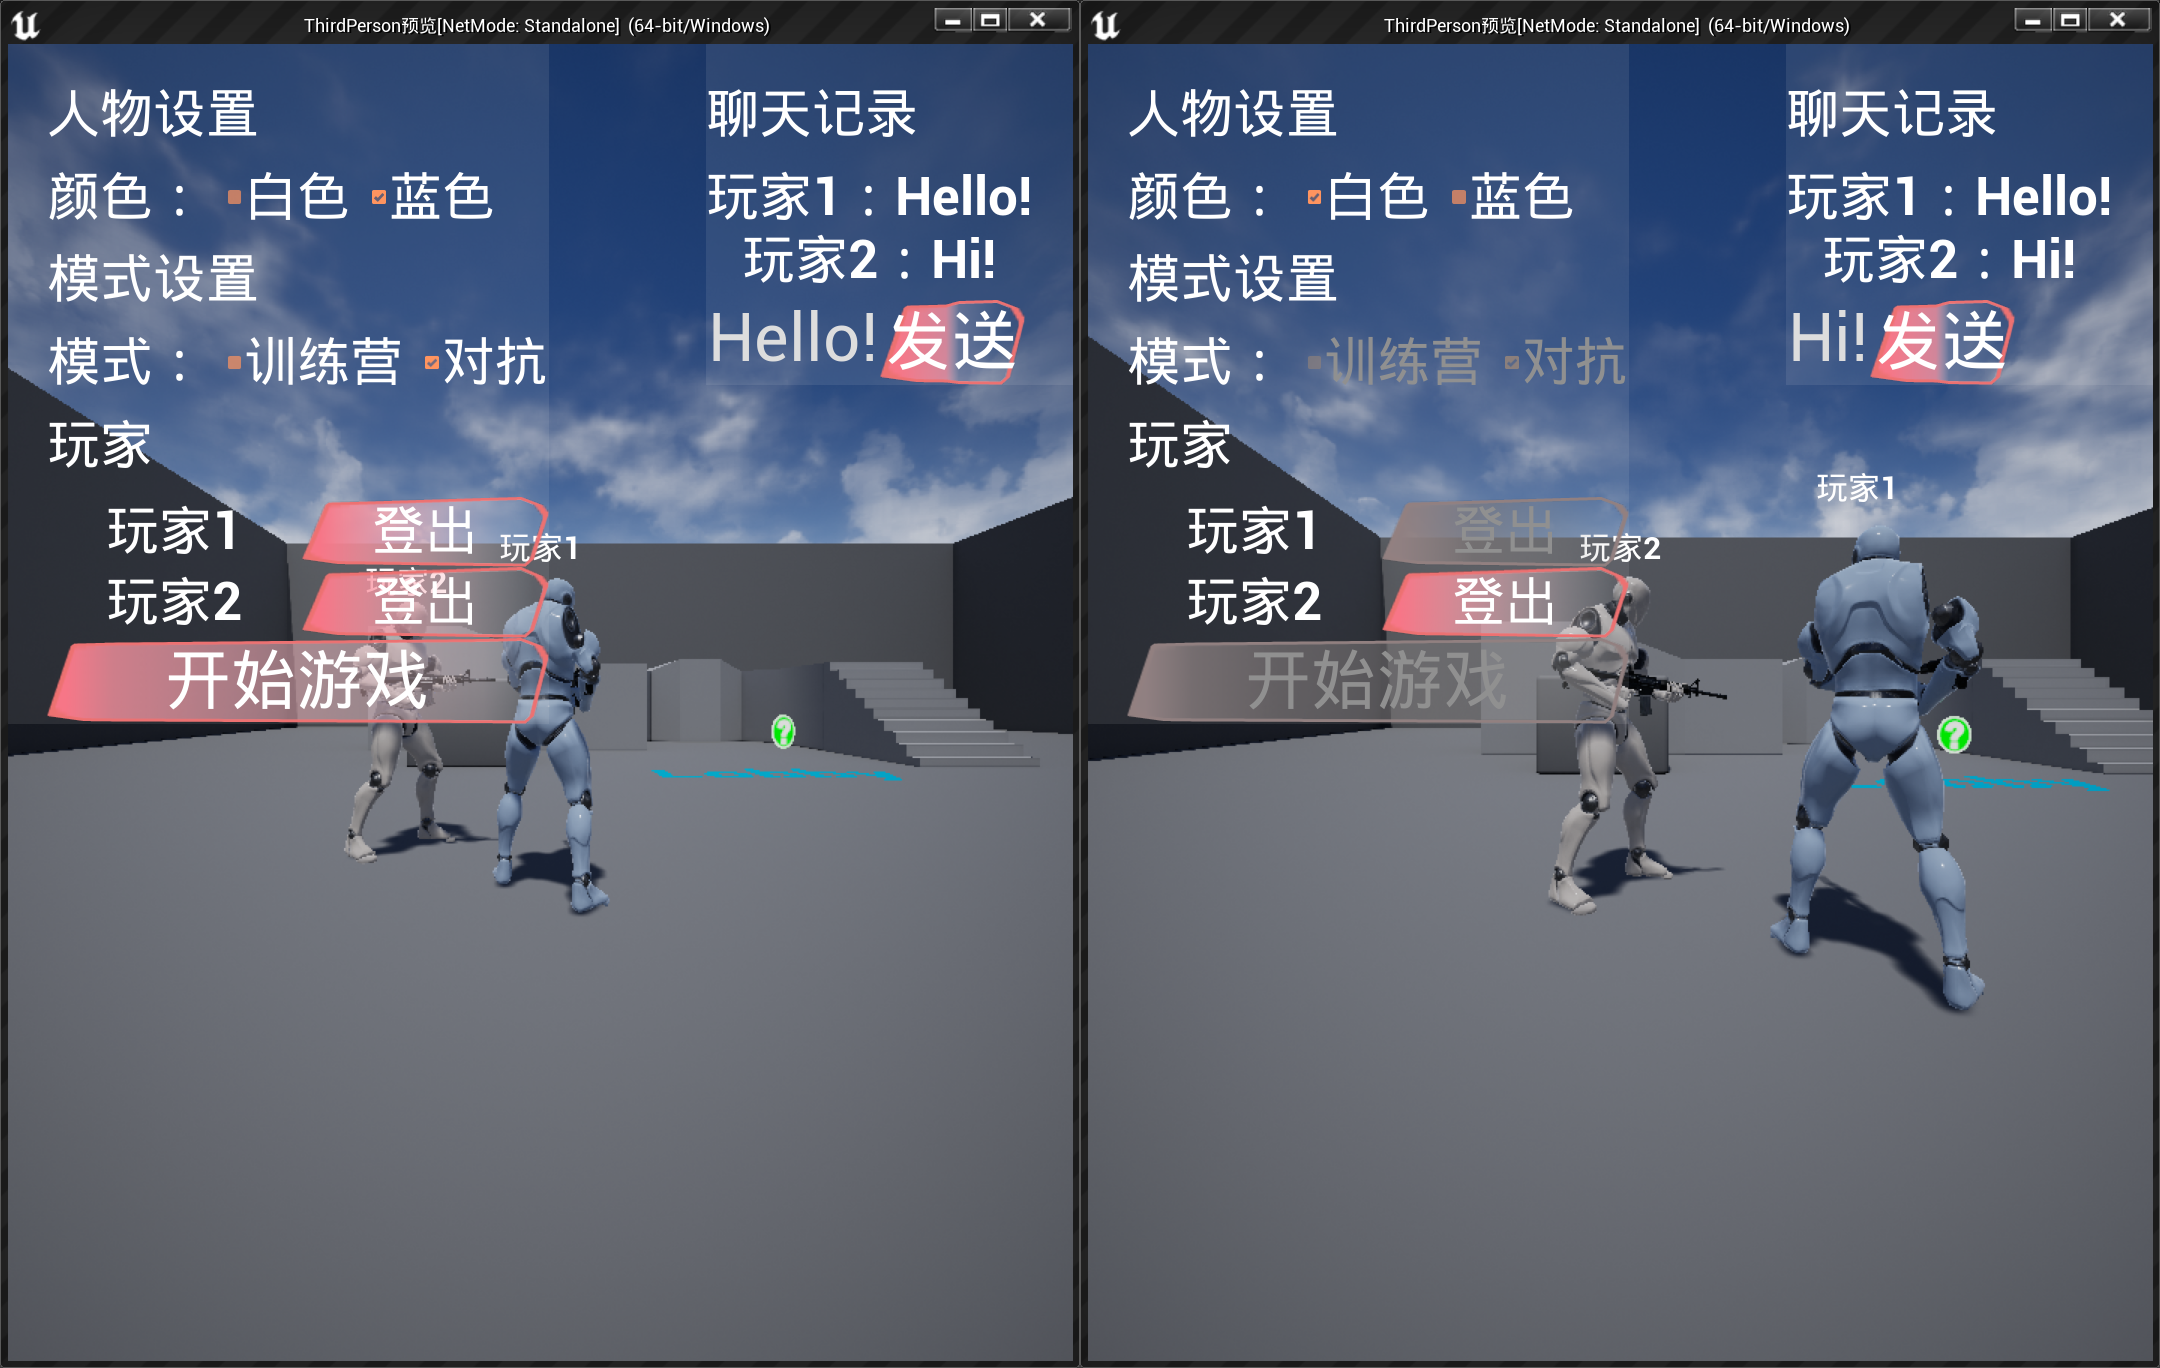 ThirdPerson预览[NetMode: Standalone] (64-bit/Windows)
人物设置
颜色： 白色 蓝色
模式设置
模式： 训练营 对抗
玩家
玩家1 登出
玩家2 登出
开始游戏
聊天记录
玩家1：Hello!
玩家2：Hi!
Hello! 发送
玩家1
玩家2
ThirdPerson预览[NetMode: Standalone] (64-bit/Windows)
人物设置
颜色： 白色 蓝色
模式设置
模式： 训练营 对抗
玩家
玩家1 登出
玩家2 登出
开始游戏
聊天记录
玩家1：Hello!
玩家2：Hi!
Hi! 发送
玩家1
玩家2